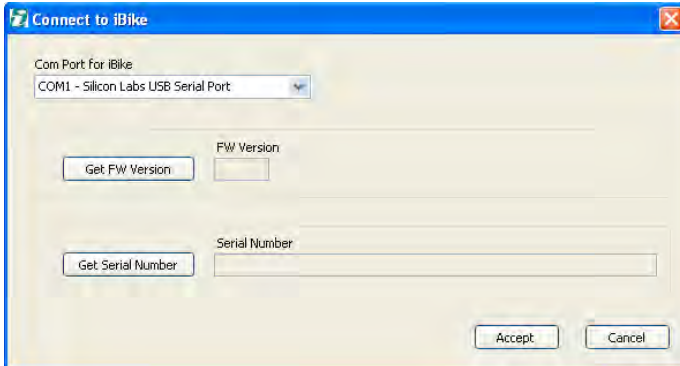 Connect to iBike
Com Port for iBike
COM1 - Silicon Labs USB Serial Port
FW Version
Get FW Version
Serial Number
Get Serial Number
Accept
Cancel